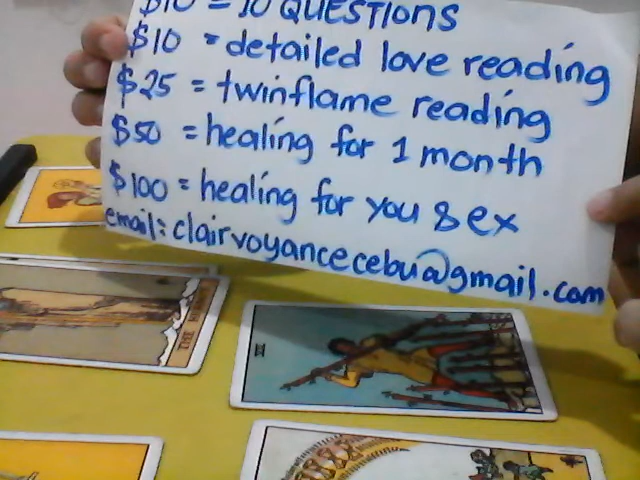 $10 = 10 QUESTIONS
$10 = detailed love reading
$25 = twinflame reading
$50 = healing for 1 month
$100 = healing for you & ex
email: clairvoyancecebu@gmail.com
VII